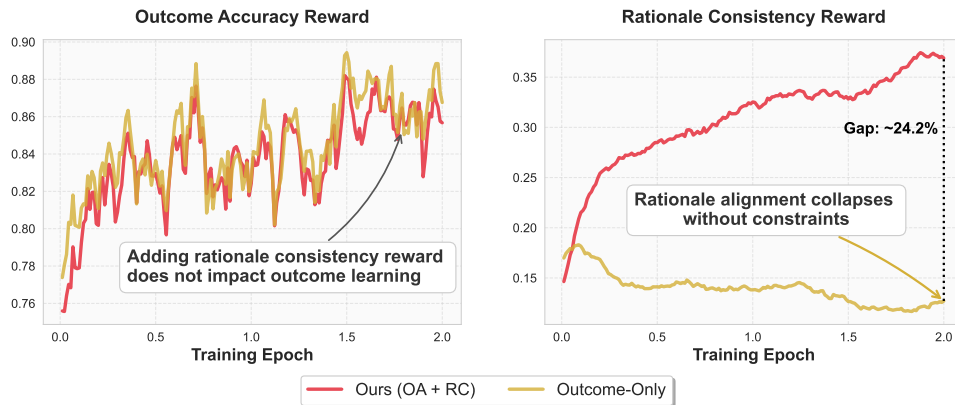 Outcome Accuracy Reward
0.90
0.88
0.86
0.84
0.82
0.80
0.78
0.76
Adding rationale consistency reward
does not impact outcome learning
0.0
0.5
1.0
1.5
2.0
Training Epoch
Rationale Consistency Reward
0.35
0.30
0.25
0.20
0.15
Gap: ~24.2%
Rationale alignment collapses
without constraints
0.0
0.5
1.0
1.5
2.0
Training Epoch
Ours (OA + RC)
Outcome-Only